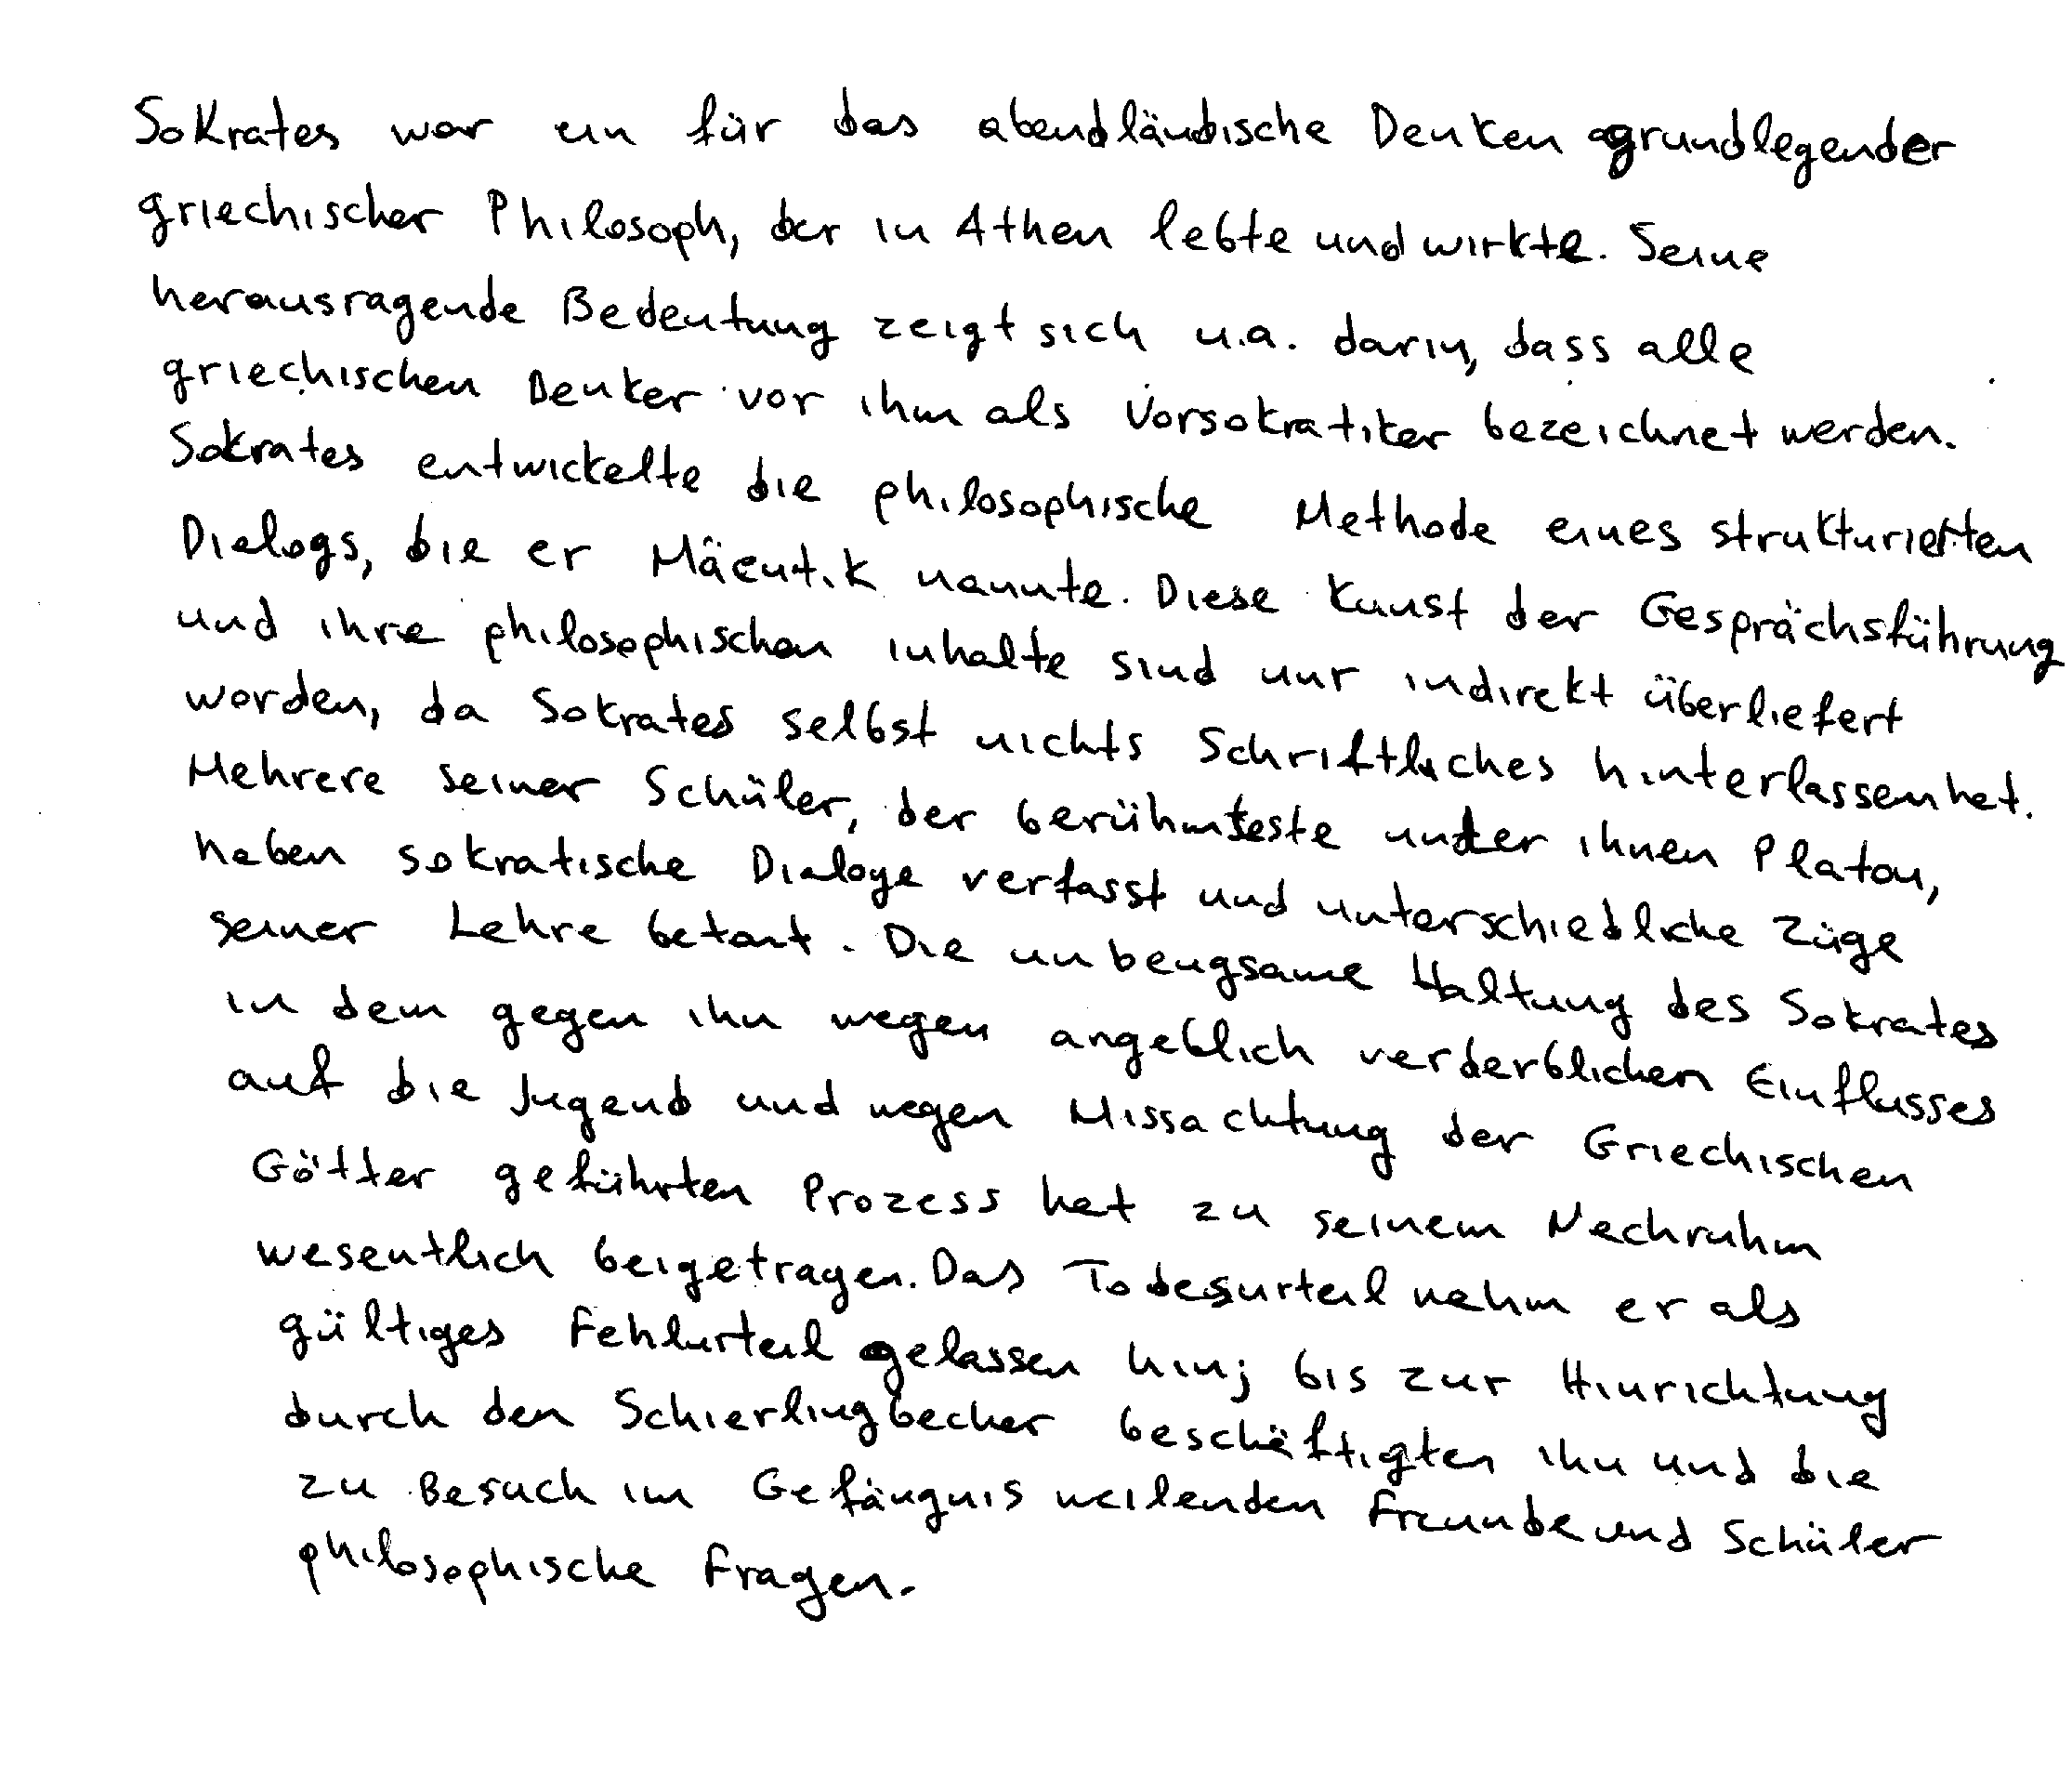 Sokrates war ein für das abendländische Denken grundlegender
griechischer Philosoph, der in Athen lebte und wirkte. Seine
herausragende Bedeutung zeigt sich u.a. darin, dass alle
griechischen Denker vor ihm als Vorsokratiker bezeichnet werden.
Sokrates entwickelte die philosophische Methode eines strukturierten
Dialogs, die er Mäeutik nannte. Diese Kunst der Gesprächsführung
und ihre philosophischen inhalte sind nur indirekt überliefert
worden, da Sokrates selbst nichts Schriftliches hinterlassen hat.
Mehrere seiner Schüler, der berühmteste unter ihnen Platon,
haben sokratische Dialoge verfasst und unterschiedliche Züge
seiner Lehre betont. Die unbeugsame Haltung des Sokrates
in dem gegen ihn wegen angeblich verderblichen Einflusses
auf die Jugend und wegen Missachtung der Griechischen
Götter geführten Prozess hat zu seinem Nachruhm
wesentlich beigetragen. Das Todesurteil nahm er als
gültiges Fehlurteil gelassen hin; bis zur Hinrichtung
durch den Schierlingbecher beschäftigten ihn und die
zu Besuch im Gefängnis weilenden Freunde und Schüler
philosophische Fragen.